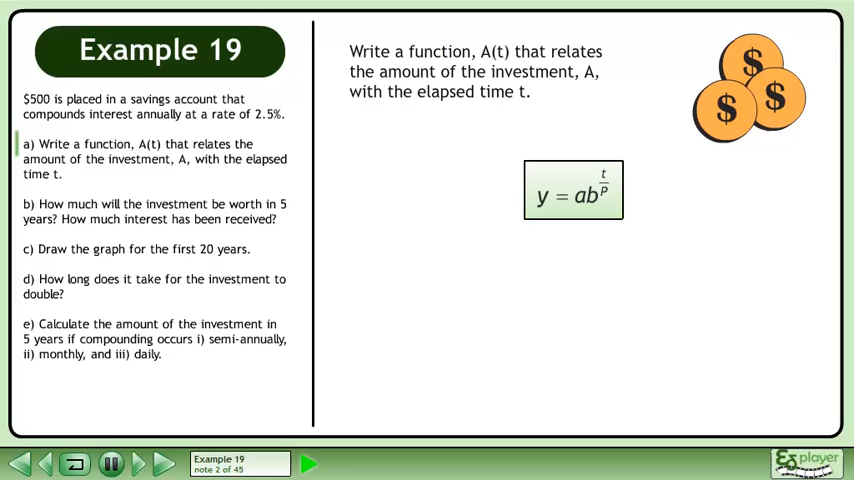 Example 19
$500 is placed in a savings account that
compounds interest annually at a rate of 2.5%.
a) Write a function, A(t) that relates the
amount of the investment, A, with the elapsed
time t.
b) How much will the investment be worth in 5
years? How much interest has been received?
c) Draw the graph for the first 20 years.
d) How long does it take for the investment to
double?
e) Calculate the amount of the investment in
5 years if compounding occurs i) semi-annually,
ii) monthly, and iii) daily.
Write a function, A(t) that relates
the amount of the investment, A,
with the elapsed time t.
$
$
$
y = ab^(t/P)
Example 19
note 2 of 45
player